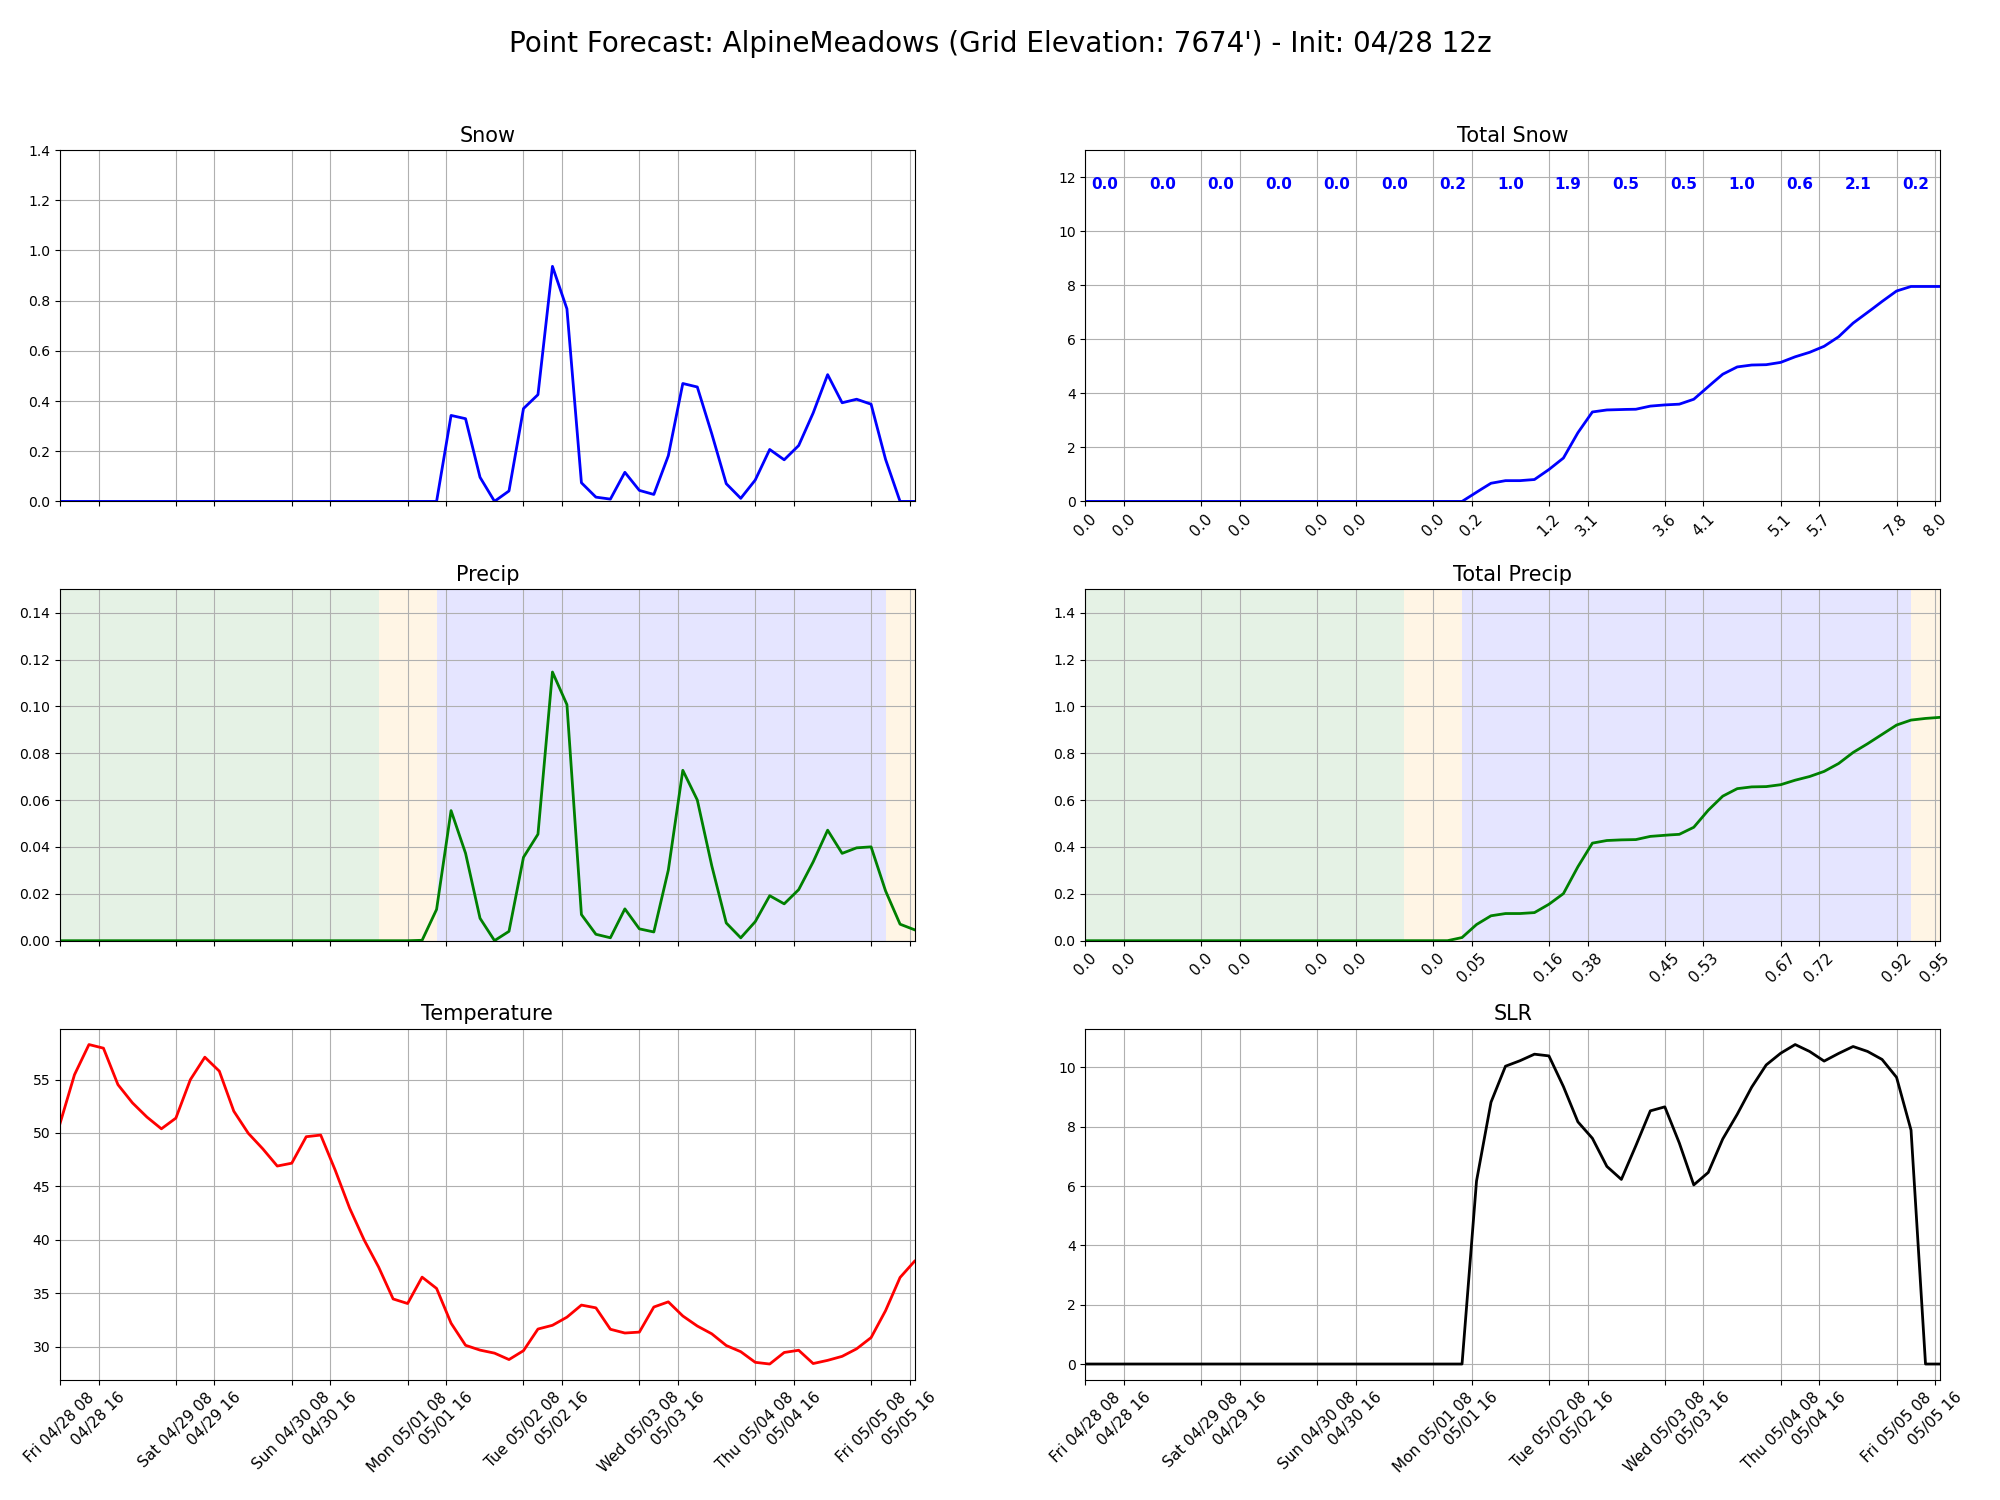 Point Forecast: AlpineMeadows (Grid Elevation: 7674') - Init: 04/28 12z
Snow
1.4
1.2
1.0
0.8
0.6
0.4
0.2
0.0
Total Snow
12
10
8
6
4
2
0
0.0 0.0 0.0 0.0 0.0 0.0 0.2 1.0 1.9 0.5 0.5 1.0 0.6 2.1 0.2
0.0 0.0 0.0 0.0 0.0 0.0 0.0 0.2 1.2 3.1 3.6 4.1 5.1 5.7 7.8 8.0
Precip
0.14
0.12
0.10
0.08
0.06
0.04
0.02
0.00
Total Precip
1.4
1.2
1.0
0.8
0.6
0.4
0.2
0.0
0.0 0.0 0.0 0.0 0.0 0.0 0.0 0.05 0.16 0.38 0.45 0.53 0.67 0.72 0.92 0.95
Temperature
55
50
45
40
35
30
Fri 04/28 08
04/28 16
Sat 04/29 08
04/29 16
Sun 04/30 08
04/30 16
Mon 05/01 08
05/01 16
Tue 05/02 08
05/02 16
Wed 05/03 08
05/03 16
Thu 05/04 08
05/04 16
Fri 05/05 08
05/05 16
SLR
10
8
6
4
2
0
Fri 04/28 08
04/28 16
Sat 04/29 08
04/29 16
Sun 04/30 08
04/30 16
Mon 05/01 08
05/01 16
Tue 05/02 08
05/02 16
Wed 05/03 08
05/03 16
Thu 05/04 08
05/04 16
Fri 05/05 08
05/05 16